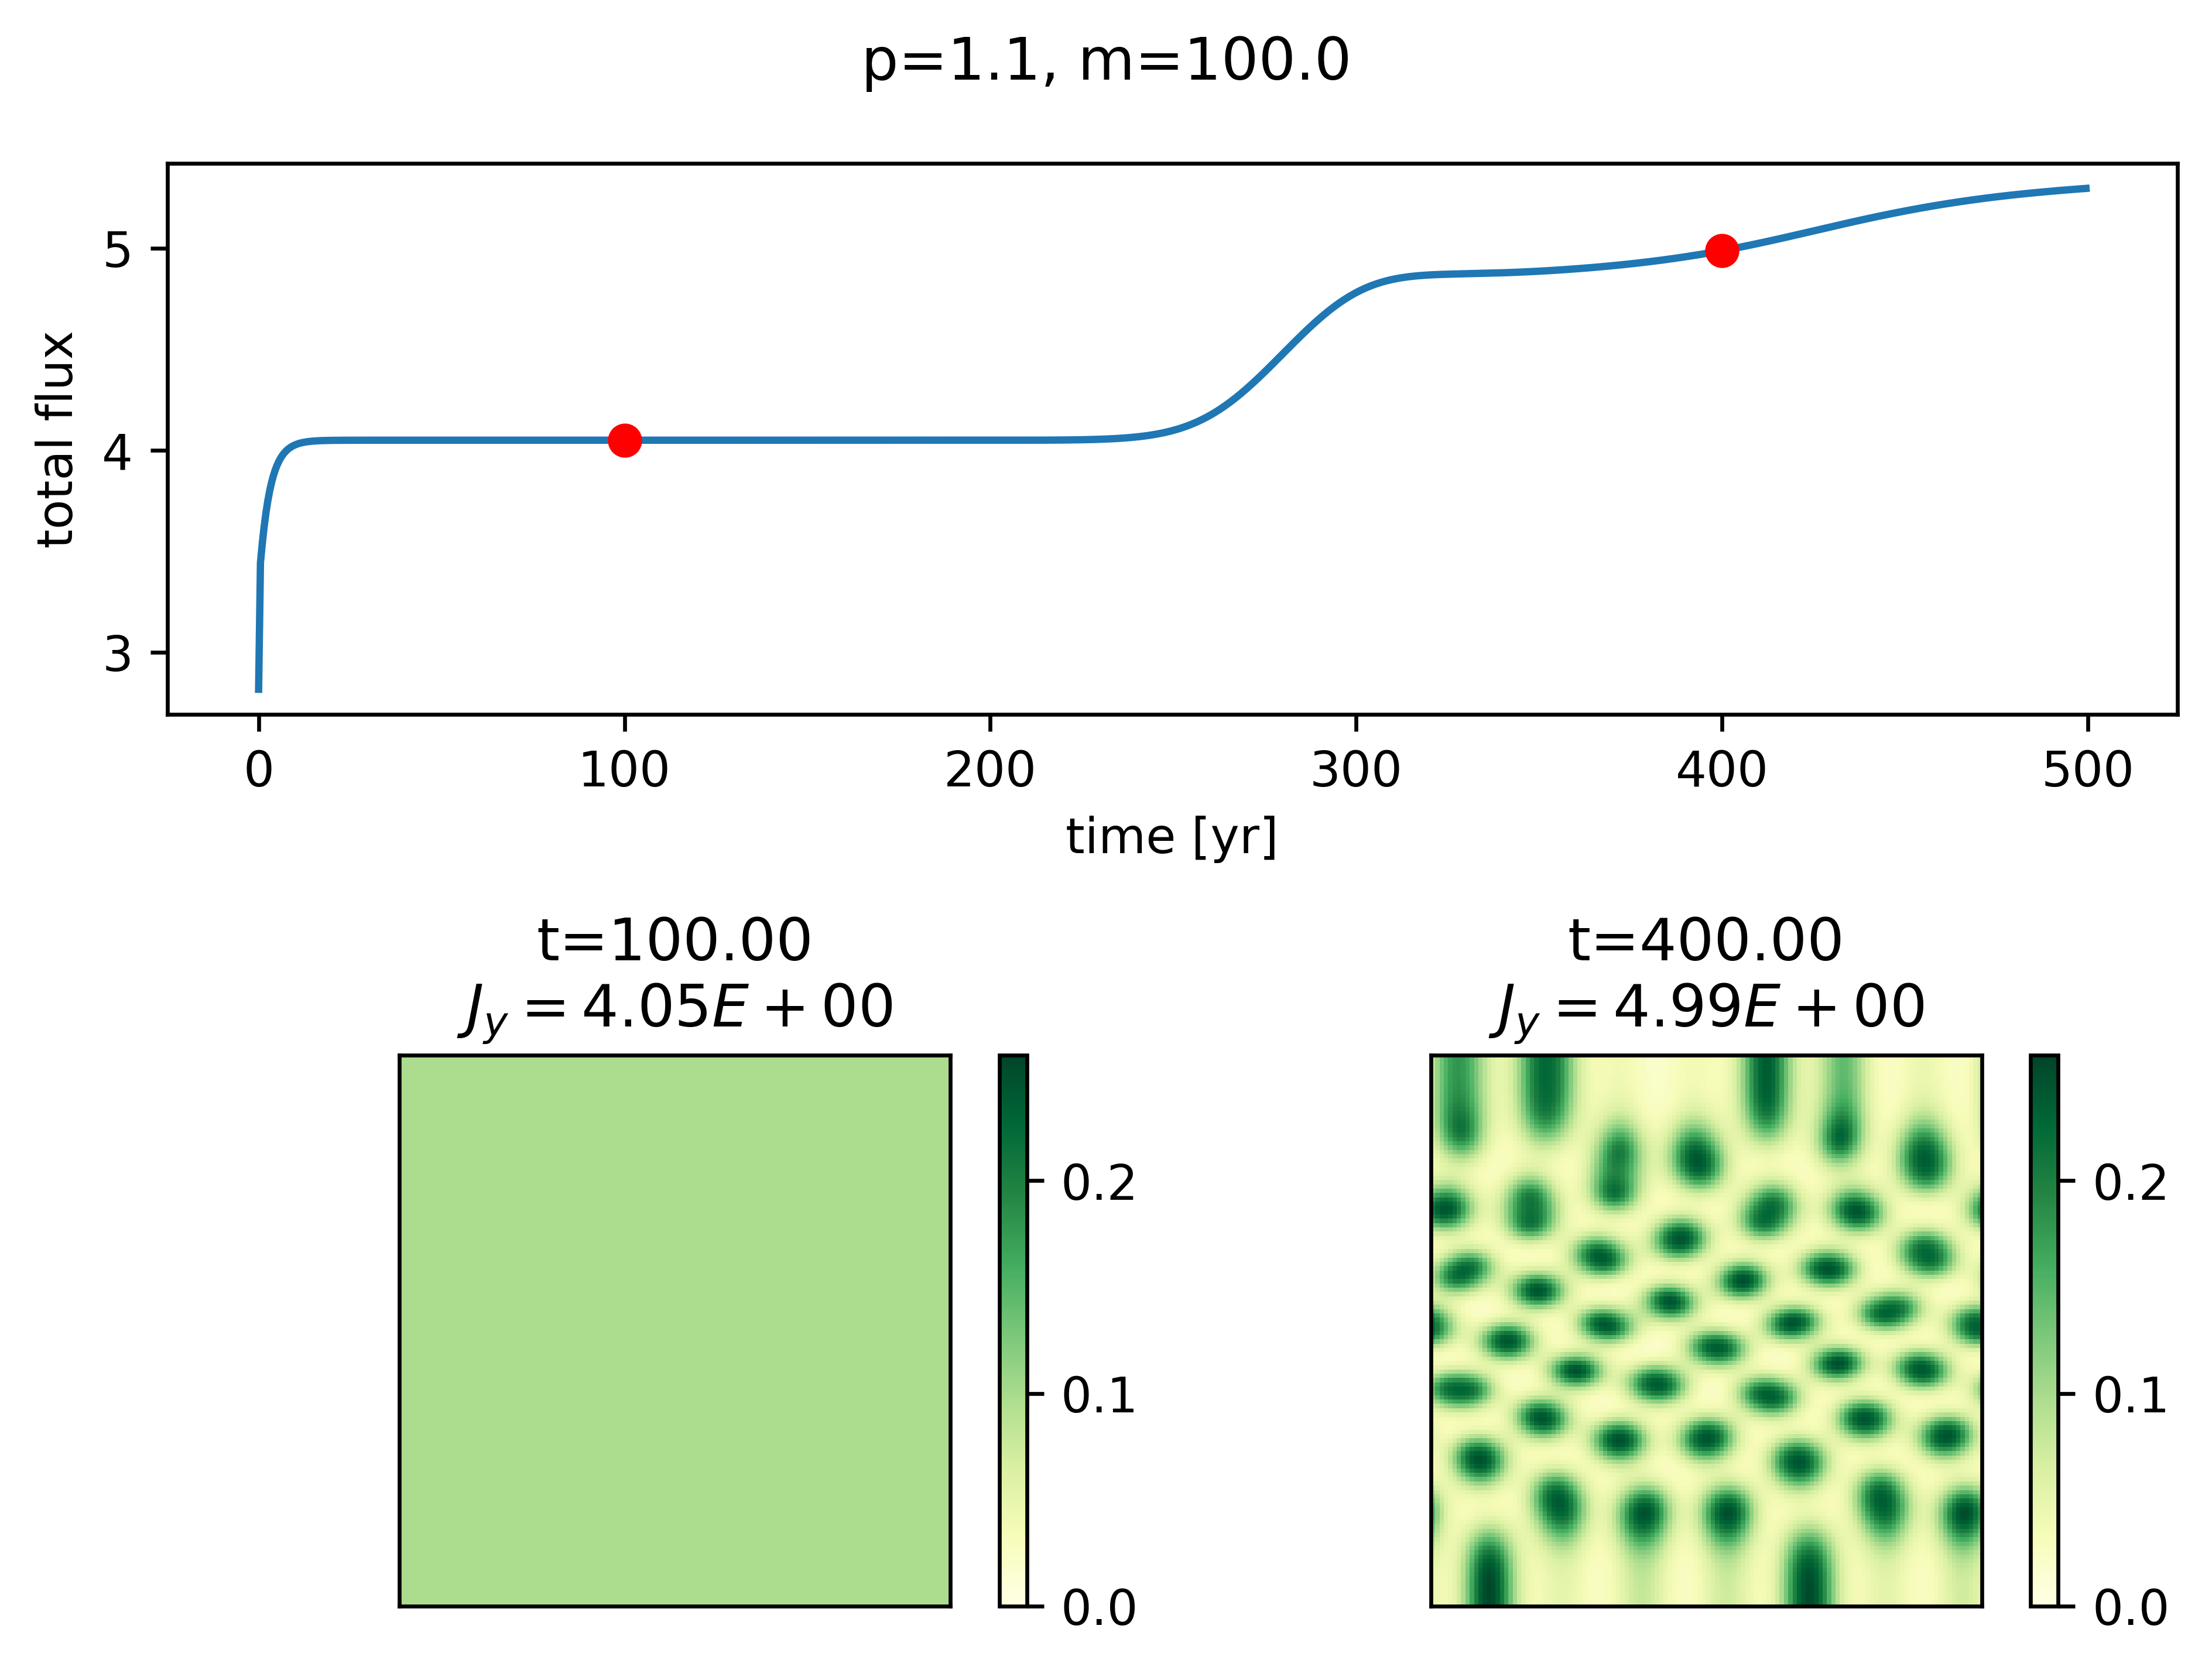 p=1.1, m=100.0
total flux
5
4
3
0 100 200 300 400 500
time [yr]
t=100.00
J_y = 4.05E + 00
0.2
0.1
0.0
t=400.00
J_y = 4.99E + 00
0.2
0.1
0.0